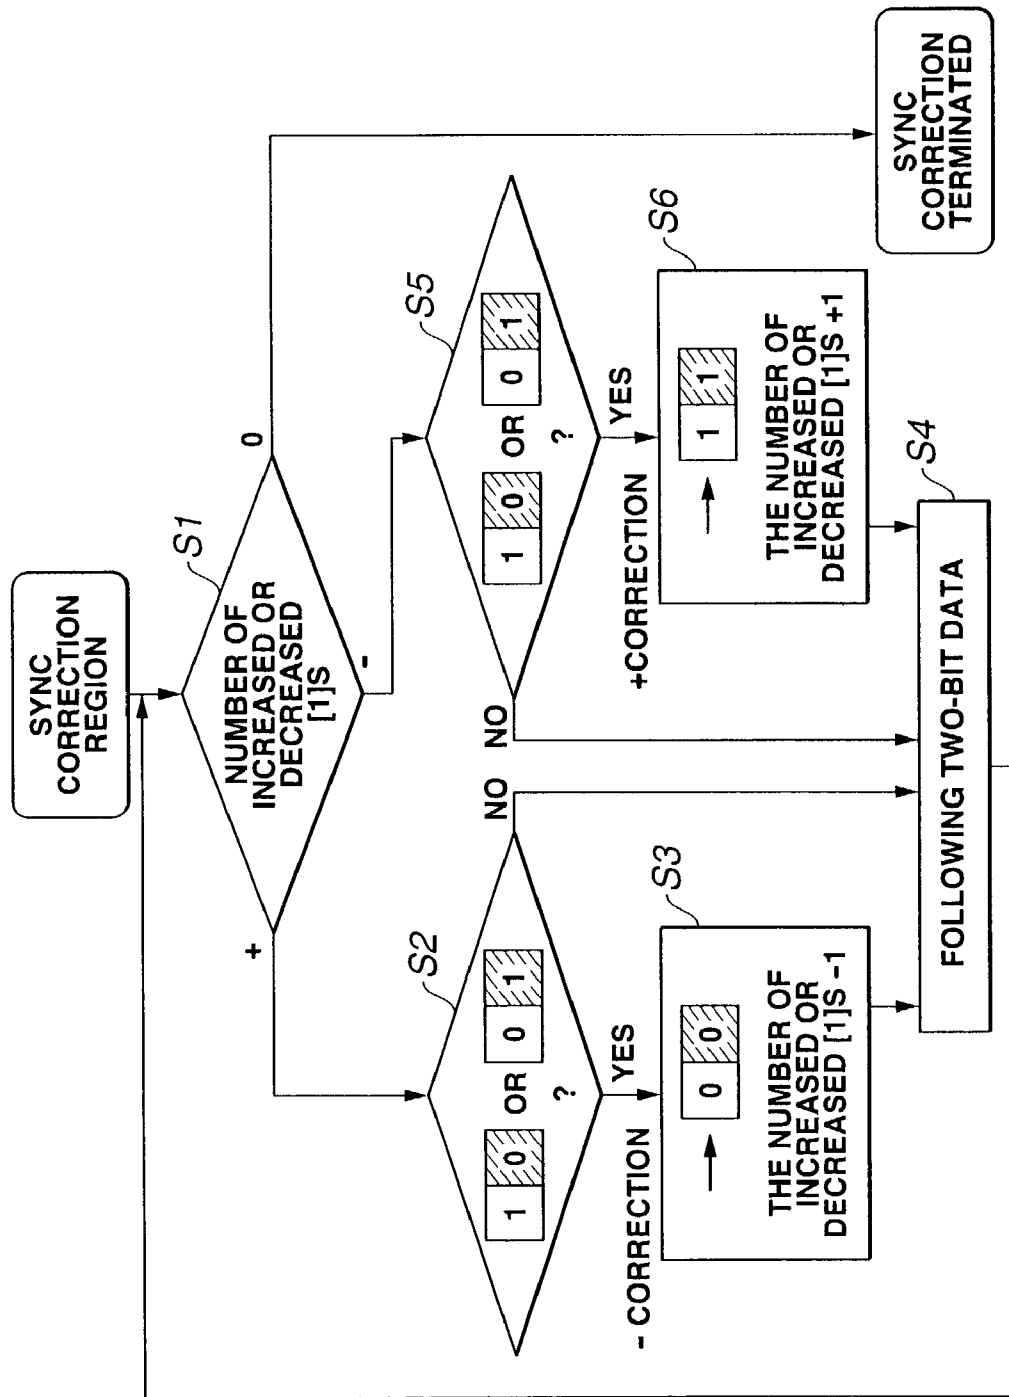 SYNC
CORRECTION
REGION
S1
NUMBER OF
INCREASED OR
DECREASED
[1]S
+
-
0
S2
1 0 OR 0 1
?
NO
YES
- CORRECTION
S3
0 0
THE NUMBER OF
INCREASED OR
DECREASED [1]S -1
S5
1 0 OR 0 1
?
NO
YES
+CORRECTION
S6
1 1
THE NUMBER OF
INCREASED OR
DECREASED [1]S +1
S4
FOLLOWING TWO-BIT DATA
SYNC
CORRECTION
TERMINATED